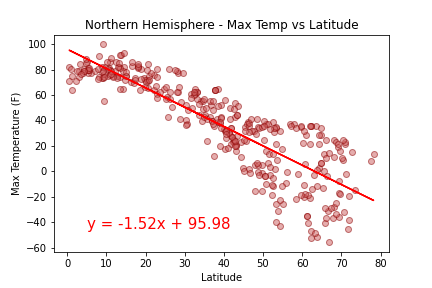 Northern Hemisphere - Max Temp vs Latitude
Max Temperature (F)
100
80
60
40
20
0
−20
−40
−60
y = -1.52x + 95.98
0 10 20 30 40 50 60 70 80
Latitude